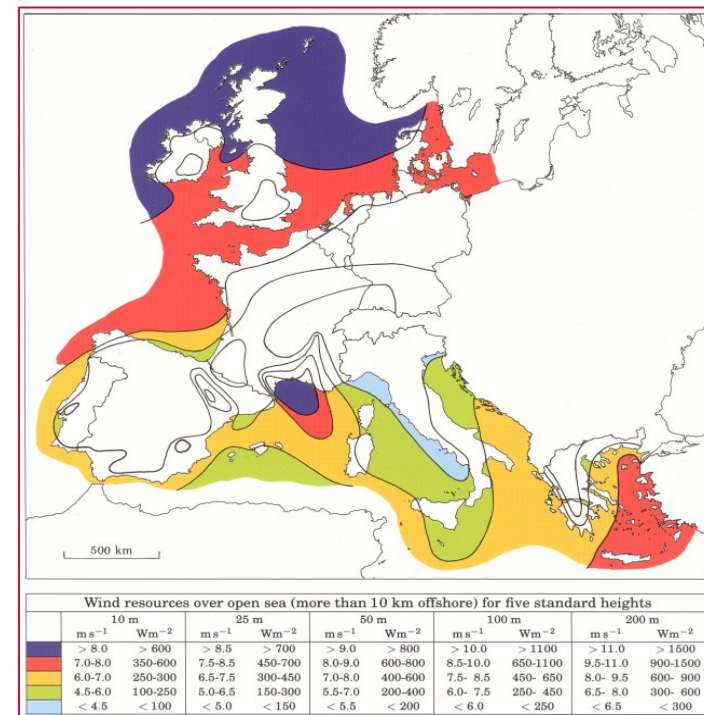 500 km
Wind resources over open sea (more than 10 km offshore) for five standard heights
10 m 25 m 50 m 100 m 200 m
m s⁻¹ Wm⁻² m s⁻¹ Wm⁻² m s⁻¹ Wm⁻² m s⁻¹ Wm⁻² m s⁻¹ Wm⁻²
> 8.0 > 600 > 8.5 > 700 > 9.0 > 800 > 10.0 > 1100 > 11.0 > 1500
7.0-8.0 350-600 7.5-8.5 450-700 8.0-9.0 600-800 8.5-10.0 650-1100 9.5-11.0 900-1500
6.0-7.0 250-300 6.5-7.5 300-450 7.0-8.0 400-600 7.5- 8.5 450- 650 8.0- 9.5 600- 900
4.5-6.0 100-250 5.0-6.5 150-300 5.5-7.0 200-400 6.0- 7.5 250- 450 6.5- 8.0 300- 600
< 4.5 < 100 < 5.0 < 150 < 5.5 < 200 < 6.0 < 250 < 6.5 < 300